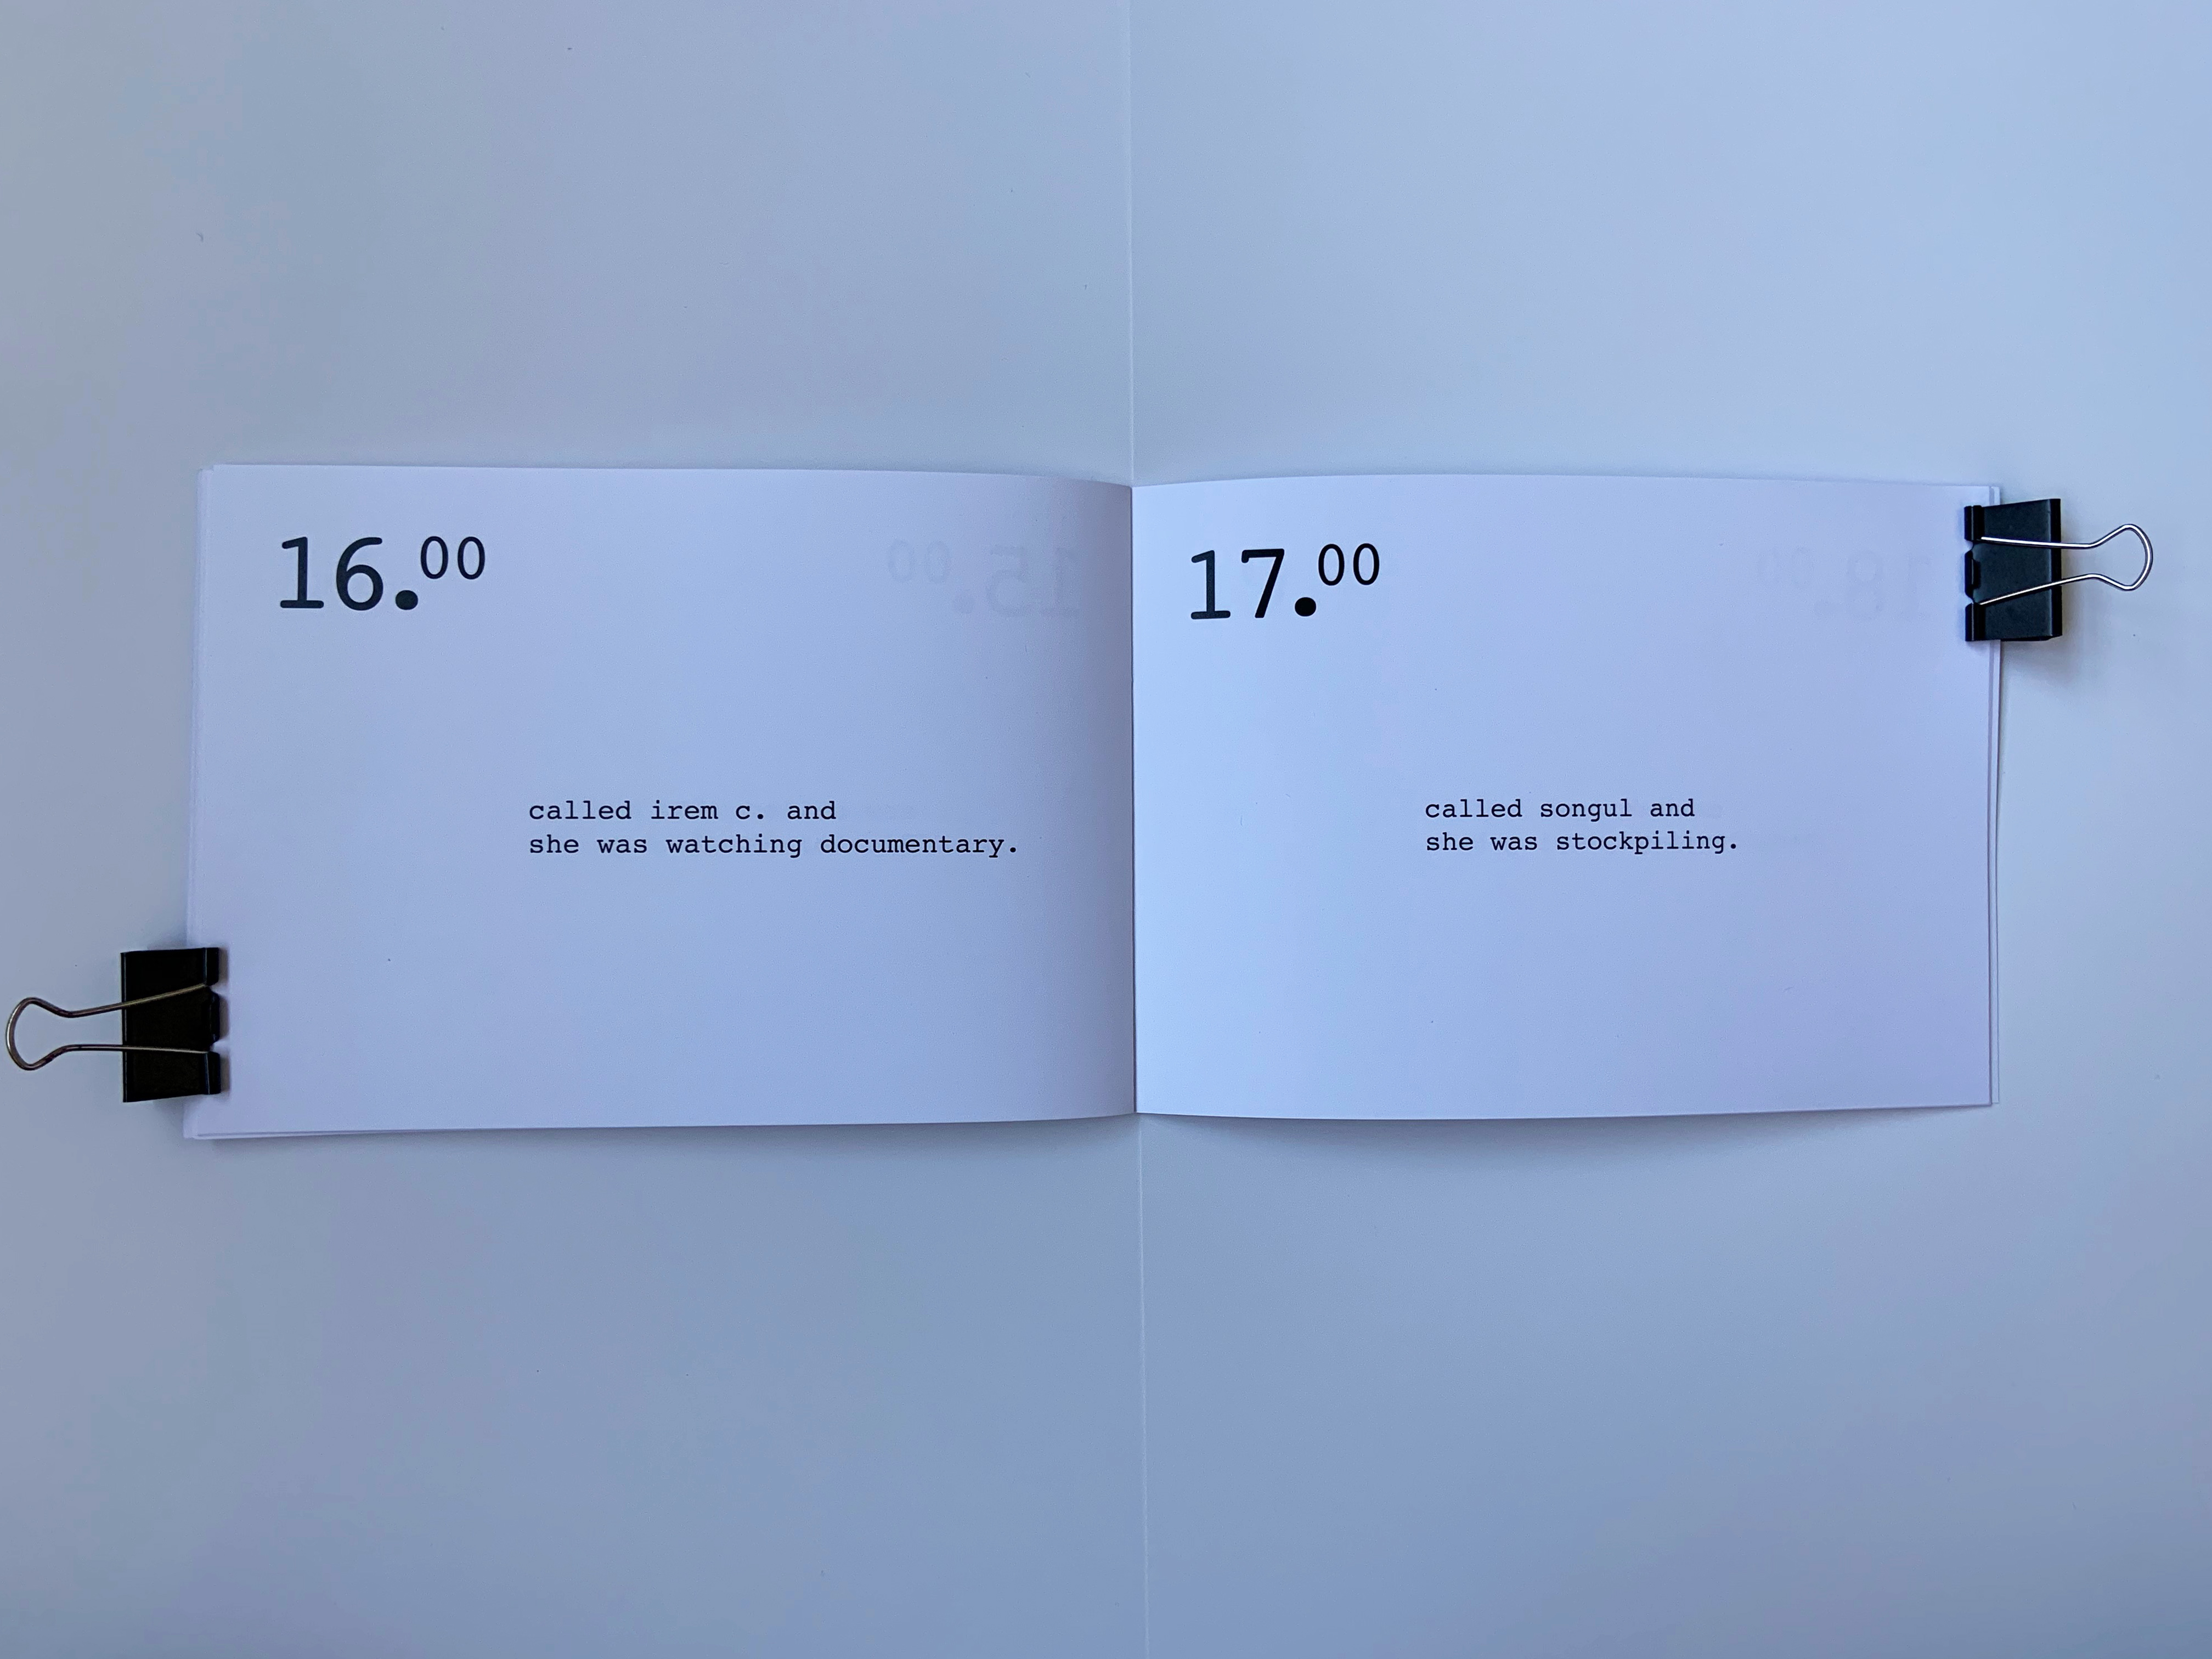 16.00
called irem c. and
she was watching documentary.
17.00
called songul and
she was stockpiling.